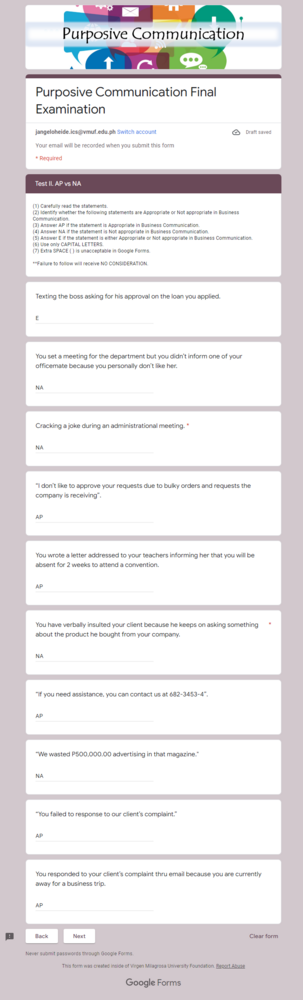 Purposive Communication
Purposive Communication Final
Examination
jangeloheide.ics@vmuf.edu.ph Switch account
Draft saved
Your email will be recorded when you submit this form
* Required
Test II. AP vs NA
(1) Carefully read the statements.
(2) Identify whether the following statements are Appropriate or Not appropriate in Business
Communication.
(3) Answer AP if the statement is Appropriate in Business Communication.
(4) Answer NA if the statement is Not Appropriate in Business Communication.
(5) Answer E if the statement is either Appropriate or Not appropriate in Business Communication.
(6) Use only CAPITAL LETTERS.
(7) Extra SPACE ( ) is unacceptable in Google Forms.
**Failure to follow will receive NO CONSIDERATION.
Texting the boss asking for his approval on the loan you applied.
E
You set a meeting for the department but you didn't inform one of your
officemate because you personally don't like her.
NA
Cracking a joke during an administrational meeting. *
NA
"I don't like to approve your requests due to bulky orders and requests the
company is receiving".
AP
You wrote a letter addressed to your teachers informing her that you will be
absent for 2 weeks to attend a convention.
AP
You have verbally insulted your client because he keeps on asking something *
about the product he bought from your company.
NA
"If you need assistance, you can contact us at 682-3453-4".
AP
"We wasted P500,000.00 advertising in that magazine."
NA
"You failed to response to our client's complaint."
AP
You responded to your client's complaint thru email because you are currently
away for a business trip.
AP
Back
Next
Clear form
Never submit passwords through Google Forms.
This form was created inside of Virgen Milagrosa University Foundation. Report Abuse
Google Forms